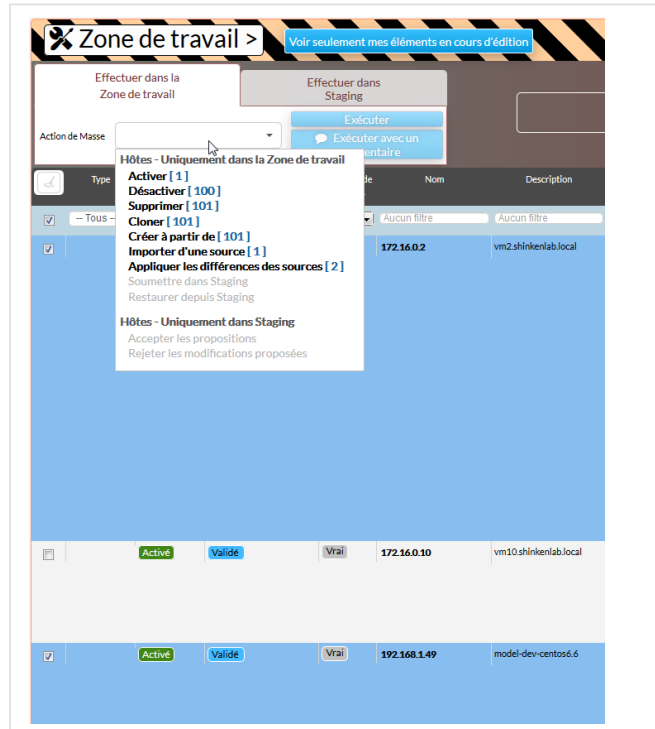 Zone de travail >
Voir seulement mes éléments en cours d'édition
Effectuer dans la
Zone de travail
Effectuer dans
Staging
Action de Masse
Exécuter
Exécuter avec un
entaire
Hôtes - Uniquement dans la Zone de travail
Activer [ 1 ]
Désactiver [ 100 ]
Supprimer [ 101 ]
Cloner [ 101 ]
Créer à partir de [ 101 ]
Importer d'une source [ 1 ]
Appliquer les différences des sources [ 2 ]
Soumettre dans Staging
Restaurer depuis Staging
Hôtes - Uniquement dans Staging
Accepter les propositions
Rejeter les modifications proposées
Type
de
Nom
Description
-- Tous --
Aucun filtre
Aucun filtre
172.16.0.2
vm2.shinkenlab.local
Activé
Validé
Vrai
172.16.0.10
vm10.shinkenlab.local
Activé
Validé
Vrai
192.168.1.49
model-dev-centos6.6